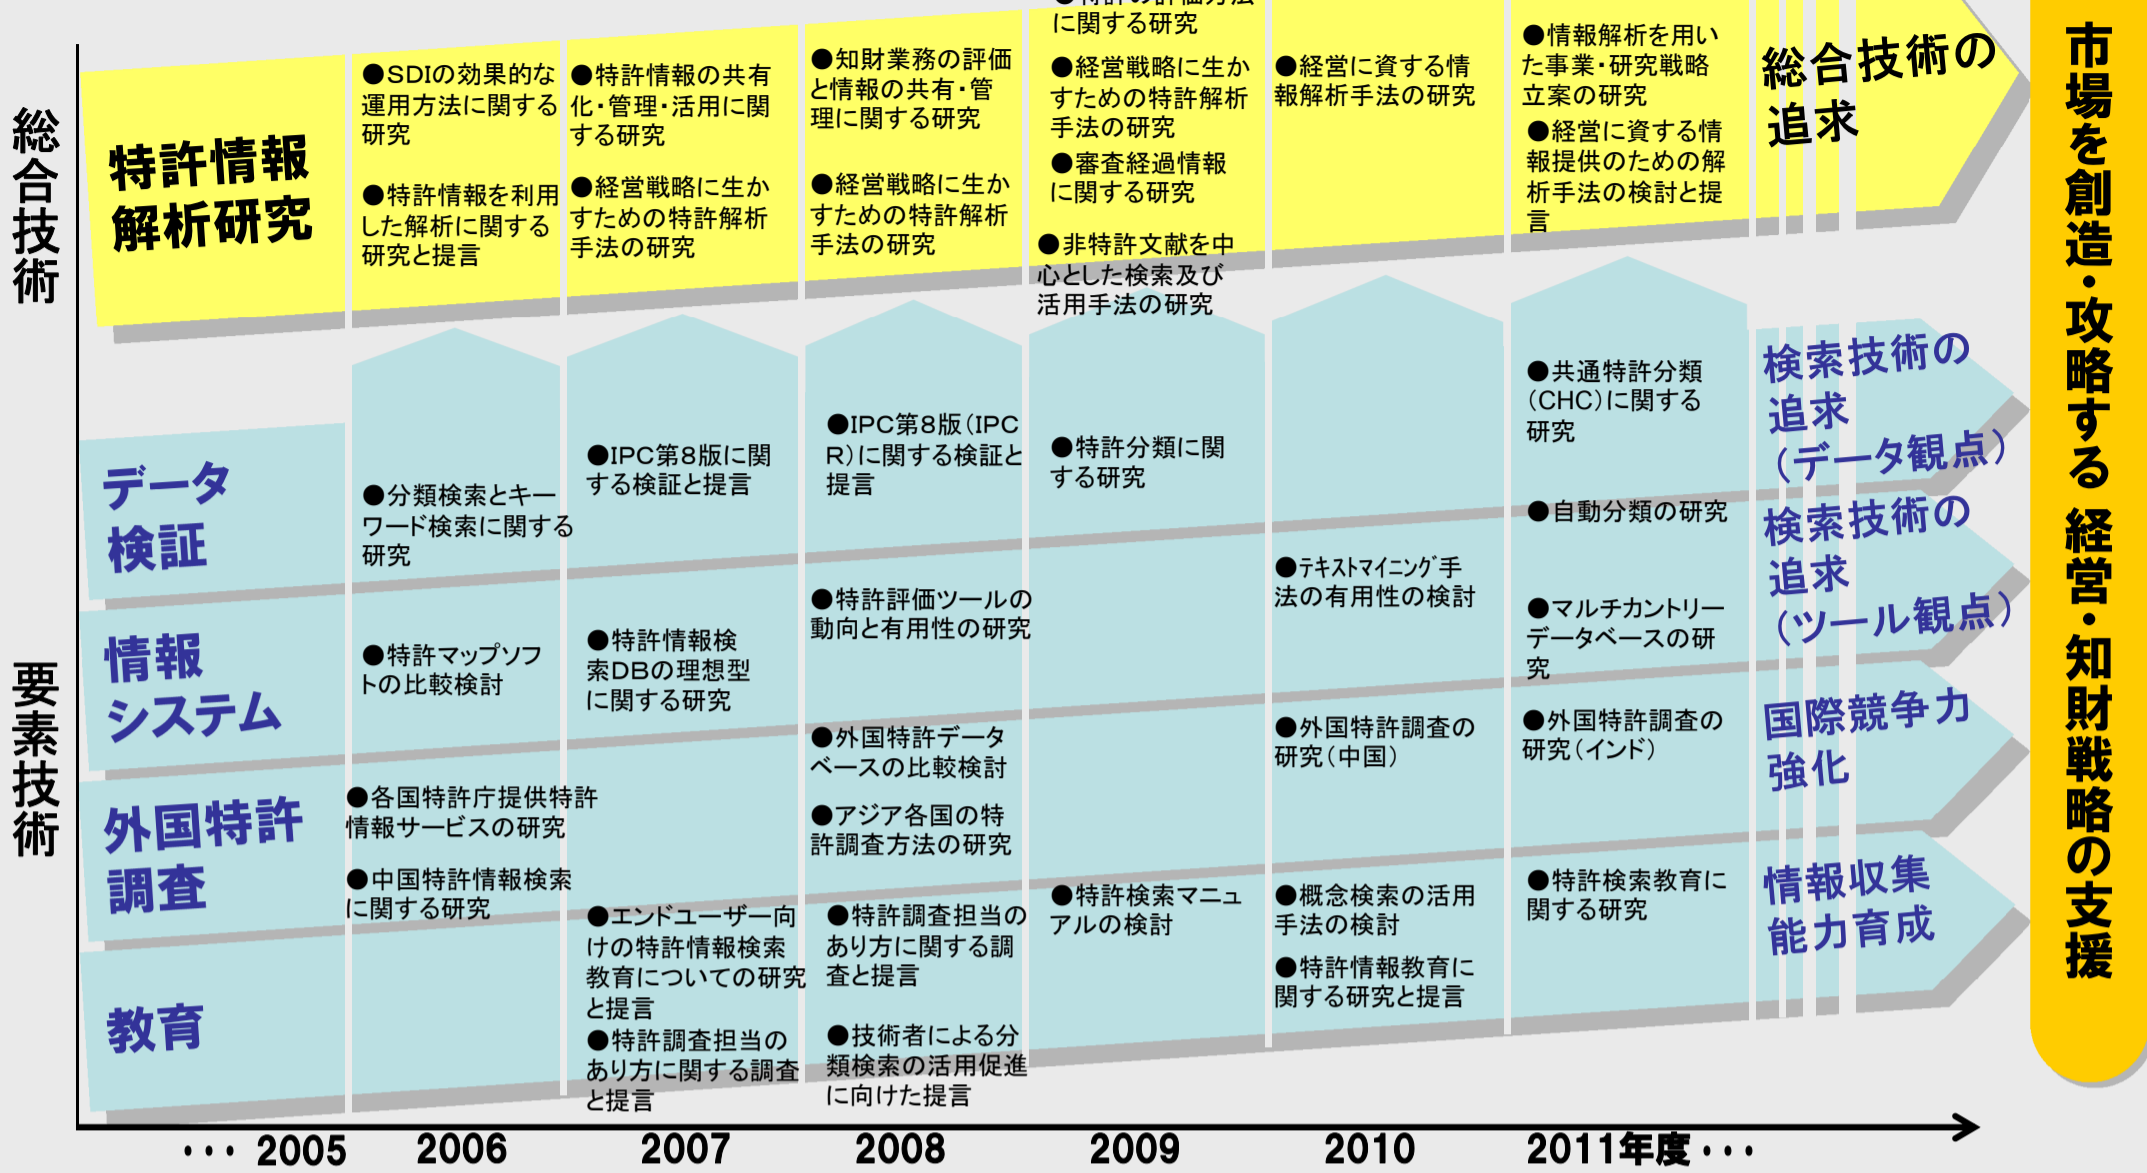 総合技術
特許情報
解析研究
●SDIの効果的な
運用方法に関する
研究
●特許情報を利用
した解析に関する
研究と提言
●特許情報の共有
化・管理・活用に関
する研究
●経営戦略に生か
すための特許解析
手法の研究
●知財業務の評価
と情報の共有・管
理に関する研究
●経営戦略に生か
すための特許解析
手法の研究
●特許の評価方法
に関する研究
●経営戦略に生か
すための特許解析
手法の研究
●審査経過情報
に関する研究
●非特許文献を中
心とした検索及び
活用手法の研究
●経営に資する情
報解析手法の研究
●情報解析を用い
た事業・研究戦略
立案の研究
●経営に資する情
報提供のための解
析手法の検討と提
言
総合技術の
追求
要素技術
データ
検証
●分類検索とキー
ワード検索に関する
研究
●IPC第8版に関
する検証と提言
●IPC第8版(IPC
R)に関する検証と
提言
●特許分類に関
する研究
●共通特許分類
(CHC)に関する
研究
●自動分類の研究
検索技術の
追求
(データ観点)
情報
システム
●特許マップソフ
トの比較検討
●特許情報検
索DBの理想型
に関する研究
●特許評価ツールの
動向と有用性の研究
●ﾃｷｽﾄﾏｲﾆﾝｸﾞ手
法の有用性の検討
●マルチカントリー
データベースの研
究
検索技術の
追求
(ツール観点)
外国特許
調査
●各国特許庁提供特許
情報サービスの研究
●中国特許情報検索
に関する研究
●外国特許データ
ベースの比較検討
●アジア各国の特
許調査方法の研究
●外国特許調査の
研究(中国)
●外国特許調査の
研究(インド)
国際競争力
強化
教育
●エンドユーザー向
けの特許情報検索
教育についての研究
と提言
●特許調査担当の
あり方に関する調査
と提言
●特許調査担当の
あり方に関する調
査と提言
●技術者による分
類検索の活用促進
に向けた提言
●特許検索マニュ
アルの検討
●概念検索の活用
手法の検討
●特許情報教育に
関する研究と提言
●特許検索教育に
関する研究
情報収集
能力育成
市場を創造・攻略する 経営・知財戦略の支援
･･･ 2005 2006 2007 2008 2009 2010 2011年度･･･